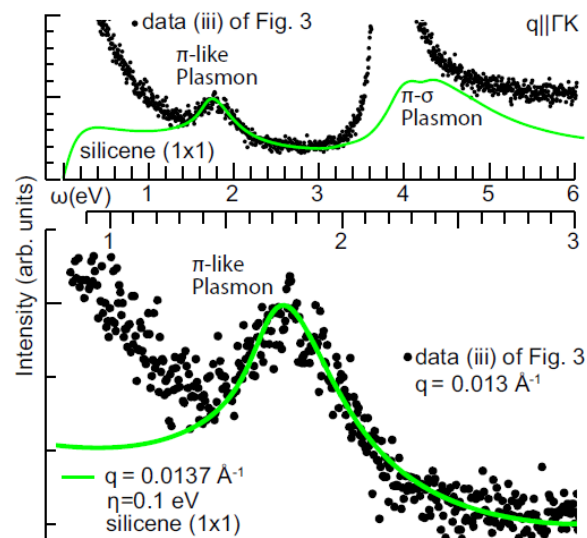 • data (iii) of Fig. 3
q||ΓK
π-like
Plasmon
π-σ
Plasmon
silicene (1x1)
ω(eV) 1 2 3 4 5 6
1 2 3
Intensity (arb. units)
π-like
Plasmon
• data (iii) of Fig. 3
q = 0.013 Å-1
q = 0.0137 Å-1
η=0.1 eV
silicene (1x1)